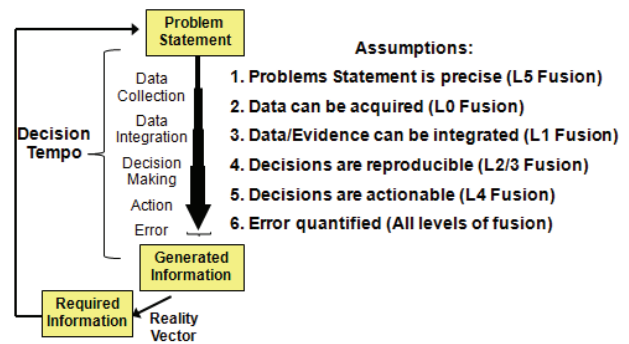 Problem
Statement
Assumptions:
Data
Collection
Data
Integration
Decision
Making
Action
Error
Decision
Tempo
1. Problems Statement is precise (L5 Fusion)
2. Data can be acquired (L0 Fusion)
3. Data/Evidence can be integrated (L1 Fusion)
4. Decisions are reproducible (L2/3 Fusion)
5. Decisions are actionable (L4 Fusion)
6. Error quantified (All levels of fusion)
Generated
Information
Required
Information
Reality
Vector